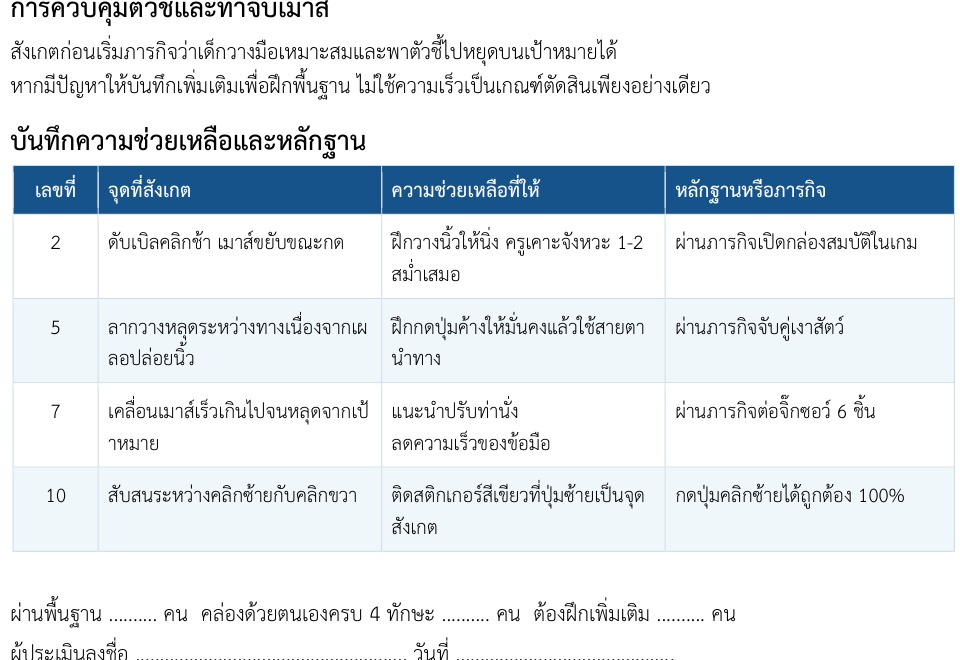 การควบคุมตัวชี้และท่าจับเมาส์
สังเกตก่อนเริ่มภารกิจว่าเด็กวางมือเหมาะสมและพาตัวชี้ไปหยุดบนเป้าหมายได้
หากมีปัญหาให้บันทึกเพิ่มเติมเพื่อฝึกพื้นฐาน ไม่ใช้ความเร็วเป็นเกณฑ์ตัดสินเพียงอย่างเดียว
บันทึกความช่วยเหลือและหลักฐาน
เลขที่ จุดที่สังเกต ความช่วยเหลือที่ให้ หลักฐานหรือภารกิจ
2 ดับเบิลคลิกช้า เมาส์ขยับขณะกด ฝึกวางนิ้วให้นิ่ง ครูเคาะจังหวะ 1-2 ผ่านภารกิจเปิดกล่องสมบัติในเกม
สม่ำเสมอ
5 ลากวางหลุดระหว่างทางเนื่องจากเผ ฝึกกดปุ่มค้างให้มั่นคงแล้วใช้สายตา ผ่านภารกิจจับคู่เงาสัตว์
ลอปล่อยนิ้ว นำทาง
7 เคลื่อนเมาส์เร็วเกินไปจนหลุดจากเป้ แนะนำปรับท่านั่ง ผ่านภารกิจต่อจิ๊กซอว์ 6 ชิ้น
าหมาย ลดความเร็วของข้อมือ
10 สับสนระหว่างคลิกซ้ายกับคลิกขวา ติดสติกเกอร์สีเขียวที่ปุ่มซ้ายเป็นจุด กดปุ่มคลิกซ้ายได้ถูกต้อง 100%
สังเกต
ผ่านพื้นฐาน .......... คน คล่องด้วยตนเองครบ 4 ทักษะ .......... คน ต้องฝึกเพิ่มเติม .......... คน
ผู้ประเมินลงชื่อ ........................................................ วันที่ .............................................